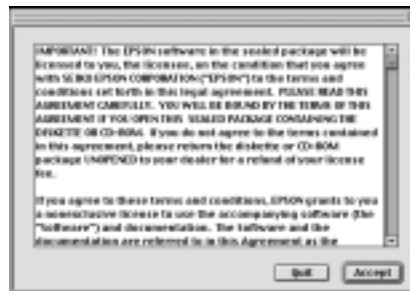 IMPORTANT! The EPSON software in the sealed package will be
licensed to you, the licensee, on the condition that you agree
with SEIKO EPSON CORPORATION ("EPSON") to the terms and
conditions set forth in this legal agreement. PLEASE READ THIS
AGREEMENT CAREFULLY. YOU WILL BE BOUND BY THE TERMS OF THIS
AGREEMENT IF YOU OPEN THIS SEALED PACKAGE CONTAINING THE
DISKETTE OR CD-ROM. If you do not agree to the terms contained
in this agreement, please return the diskette or CD-ROM
package UNOPENED to your dealer for a refund of your license
fee.
If you agree to these terms and conditions, EPSON grants to you
a nonexclusive license to use the accompanying software (the
"Software") and documentation. The Software and the
documentation are referred to in this Agreement as the
Quit
Accept